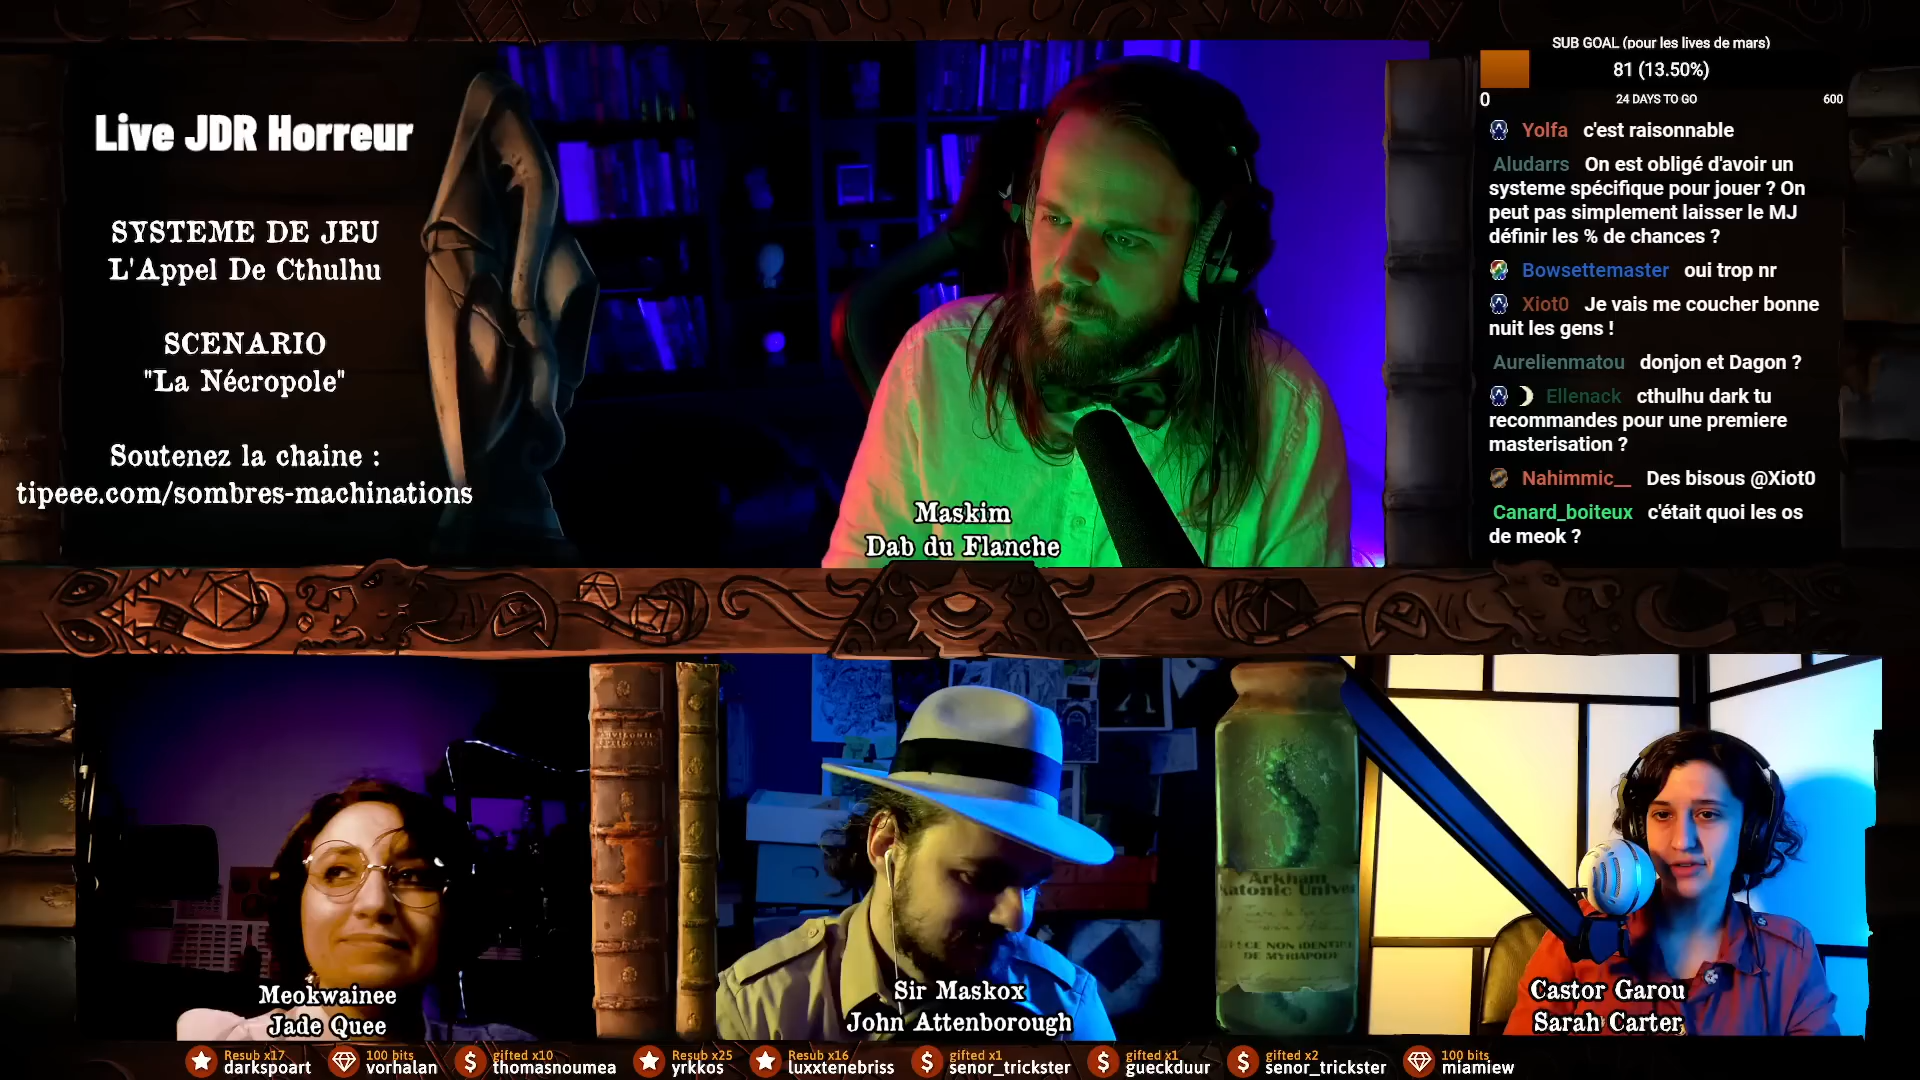 Live JDR Horreur
SYSTEME DE JEU
L'Appel De Cthulhu
SCENARIO
"La Nécropole"
Soutenez la chaine :
tipeee.com/sombres-machinations
Maskim
Dab du Flanche
SUB GOAL (pour les lives de mars)
81 (13.50%)
0
24 DAYS TO GO
600
Yolfa c'est raisonnable
Aludarrs On est obligé d'avoir un
systeme spécifique pour jouer ? On
peut pas simplement laisser le MJ
définir les % de chances ?
Bowsettemaster oui trop nr
Xiot0 Je vais me coucher bonne
nuit les gens !
Aurelienmatou donjon et Dagon ?
Ellenack cthulhu dark tu
recommandes pour une premiere
masterisation ?
Nahimmic__ Des bisous @Xiot0
Canard_boiteux c'était quoi les os
de meok ?
Meokwainee
Jade Quee
Sir Maskox
John Attenborough
Arkham
katonic Univer
ECE NON IDENTIF
DE MYRIAPODE
Castor Garou
Sarah Carter
Resub x17
darkspoart
100 bits
vorhalan
gifted x10
thomasnoumea
Resub x25
yrkkos
Resub x16
luxxtenebriss
gifted x1
senor_trickster
gifted x1
gueckduur
gifted x2
senor_trickster
100 bits
miamiew